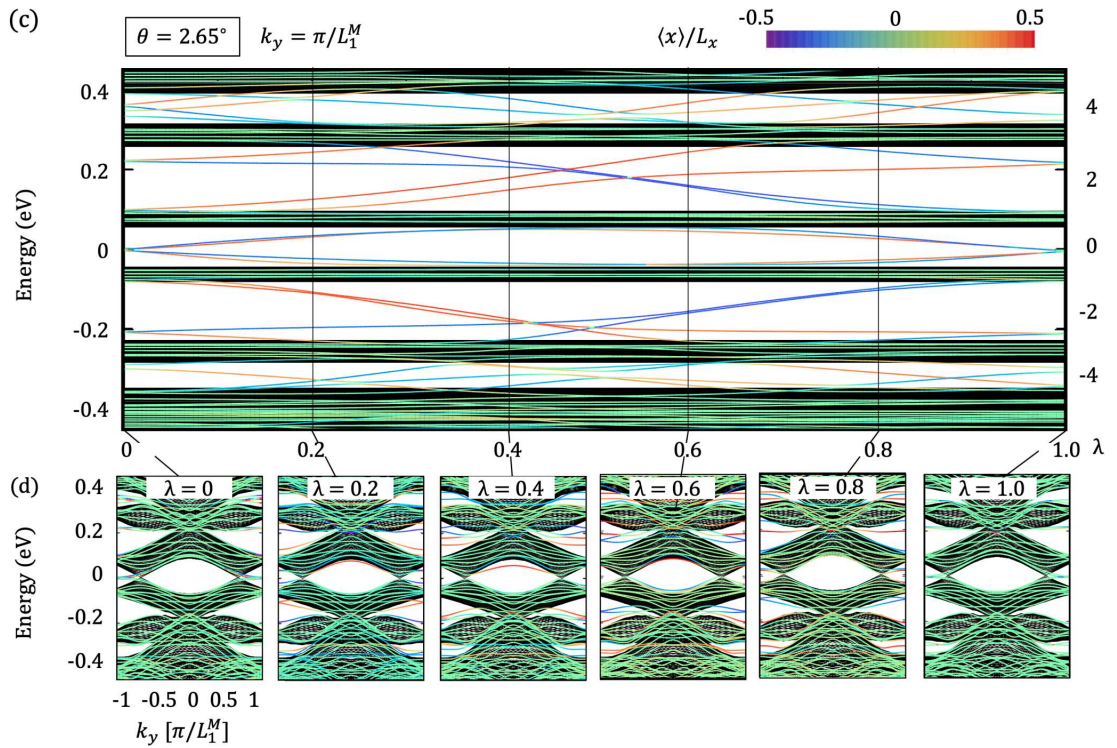 (c)
θ = 2.65° k_y = π/L_1^M ⟨x⟩/L_x -0.5 0 0.5
Energy (eV)
0.4 4
0.2 2
0 0
-0.2 -2
-0.4 -4
0 0.2 0.4 0.6 0.8 1.0 λ
(d)
λ = 0 λ = 0.2 λ = 0.4 λ = 0.6 λ = 0.8 λ = 1.0
Energy (eV)
0.4
0.2
0
-0.2
-0.4
-1 -0.5 0 0.5 1
k_y [π/L_1^M]